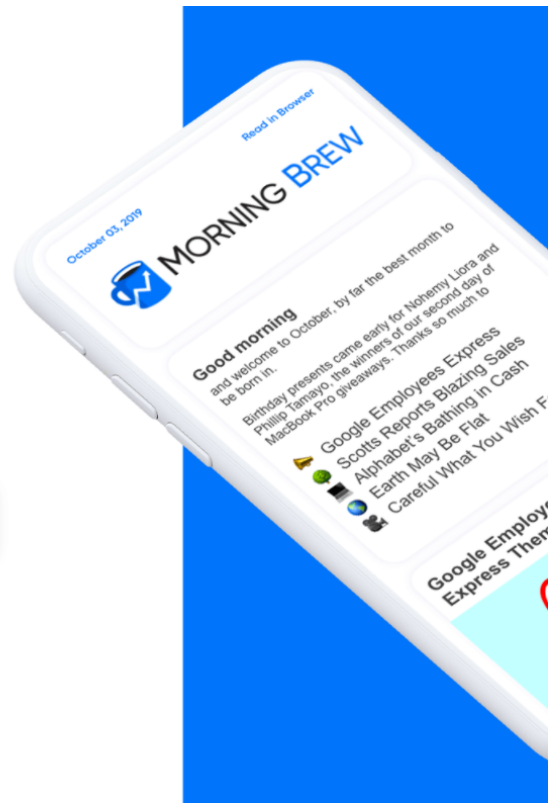 Read in Browser
October 03, 2019
MORNING BREW
Good morning
and welcome to October, by far the best month to
be born in.
Birthday presents came early for Nohemy Liora and
Phillip Tamayo, the winners of our second day of
MacBook Pro giveaways. Thanks so much to
Google Employees Express
Scotts Reports Blazing Sales
Alphabet's Bathing in Cash
Earth May Be Flat
Careful What You Wish
Google
Express